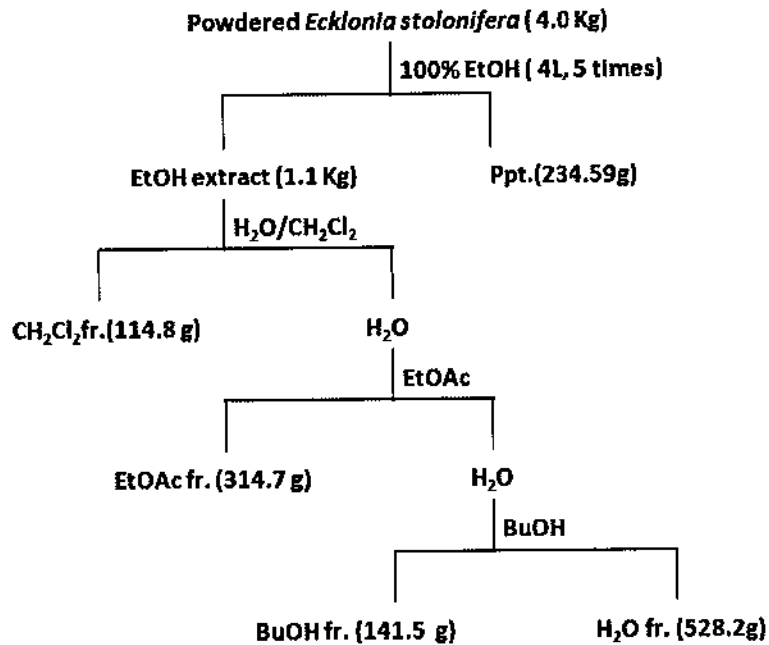 Powdered Ecklonia stolonifera ( 4.0 Kg)
100% EtOH ( 4L, 5 times)
EtOH extract (1.1 Kg)
Ppt.(234.59g)
H₂O/CH₂Cl₂
CH₂Cl₂fr.(114.8 g)
H₂O
EtOAc
EtOAc fr. (314.7 g)
H₂O
BuOH
BuOH fr. (141.5 g)
H₂O fr. (528.2g)